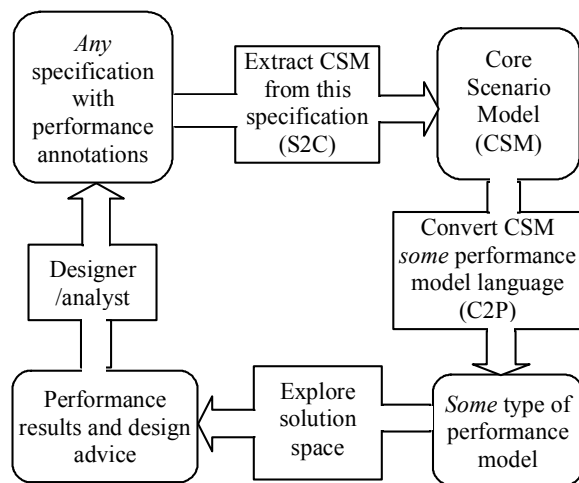 Any
specification
with
performance
annotations
Extract CSM
from this
specification
(S2C)
Core
Scenario
Model
(CSM)
Convert CSM
some performance
model language
(C2P)
Some type of
performance
model
Explore
solution
space
Performance
results and design
advice
Designer
/analyst